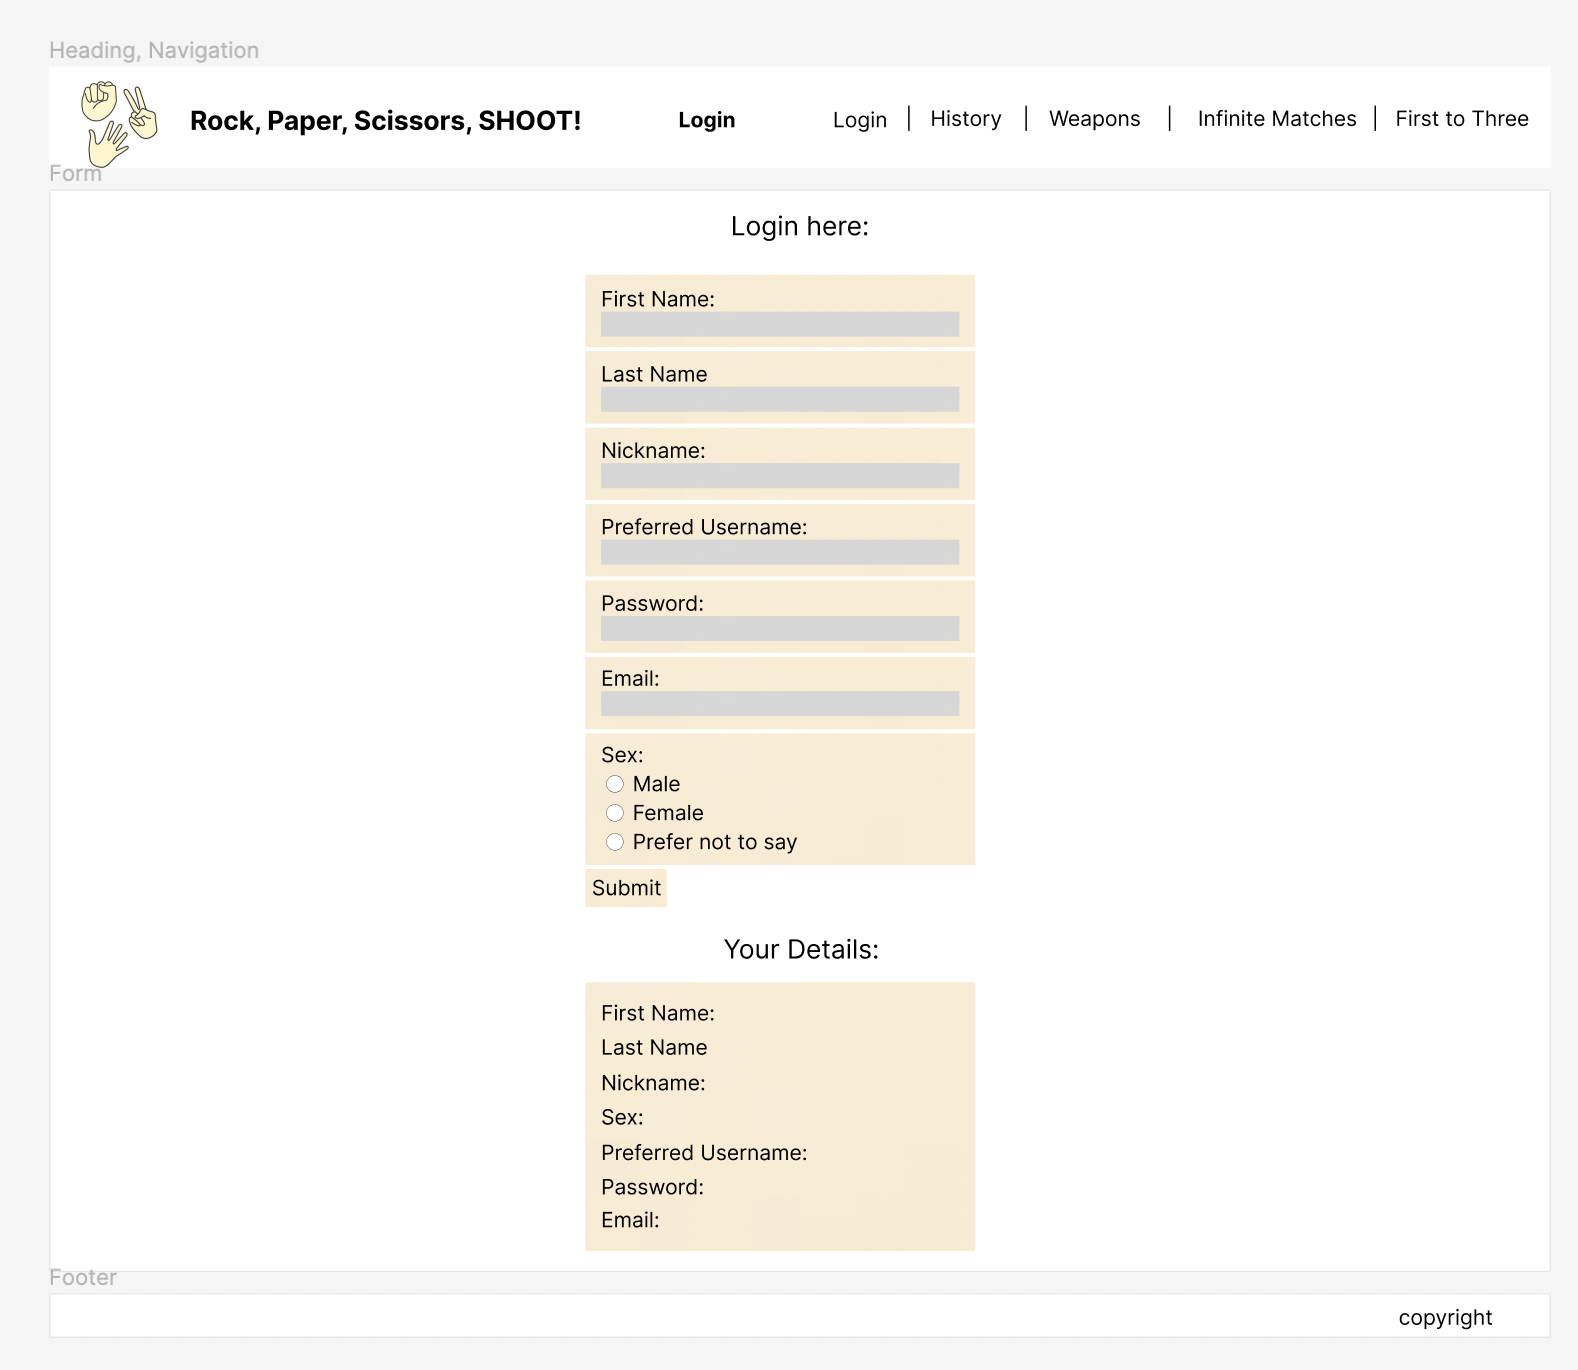 Heading, Navigation
Rock, Paper, Scissors, SHOOT! Login Login | History | Weapons | Infinite Matches | First to Three
Form
Login here:
First Name:
Last Name
Nickname:
Preferred Username:
Password:
Email:
Sex:
Male
Female
Prefer not to say
Submit
Your Details:
First Name:
Last Name
Nickname:
Sex:
Preferred Username:
Password:
Email:
Footer
copyright